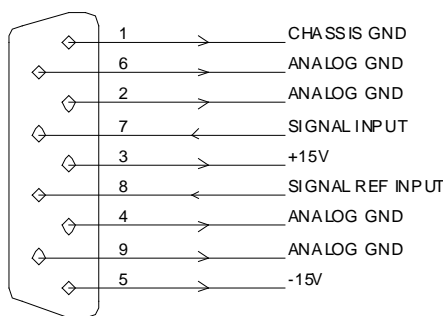 1 CHASSIS GND
6 ANALOG GND
2 ANALOG GND
7 SIGNAL INPUT
3 +15V
8 SIGNAL REF INPUT
4 ANALOG GND
9 ANALOG GND
5 -15V